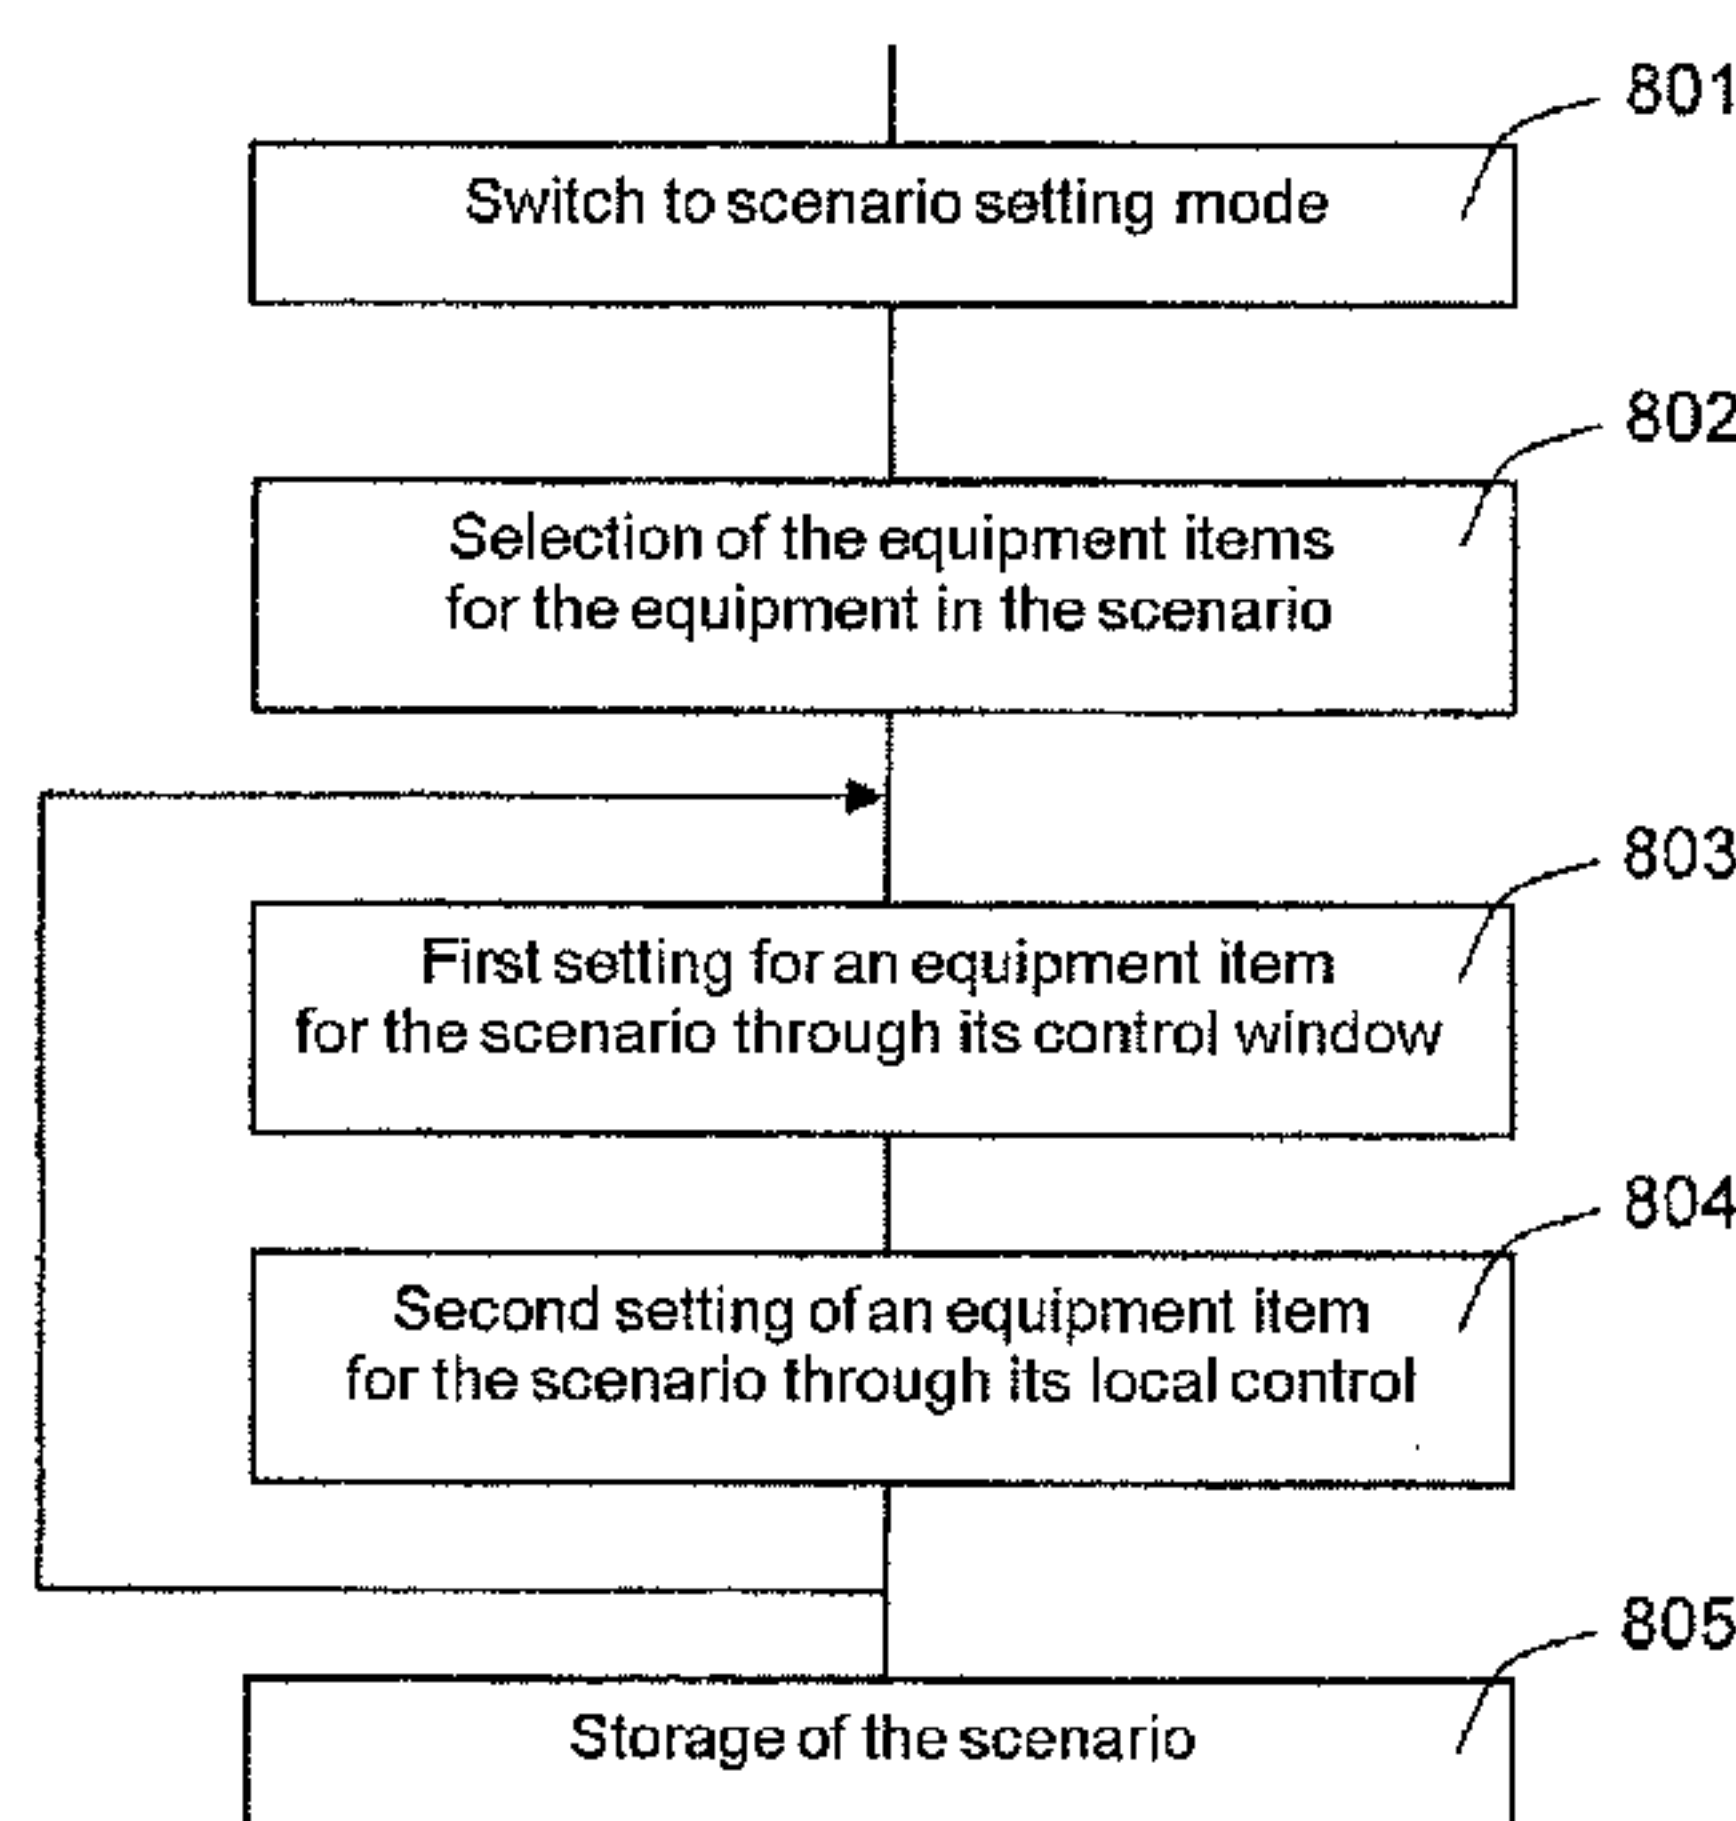 801
Switch to scenario setting mode
802
Selection of the equipment items
for the equipment in the scenario
803
First setting for an equipment item
for the scenario through its control window
804
Second setting of an equipment item
for the scenario through its local control
805
Storage of the scenario